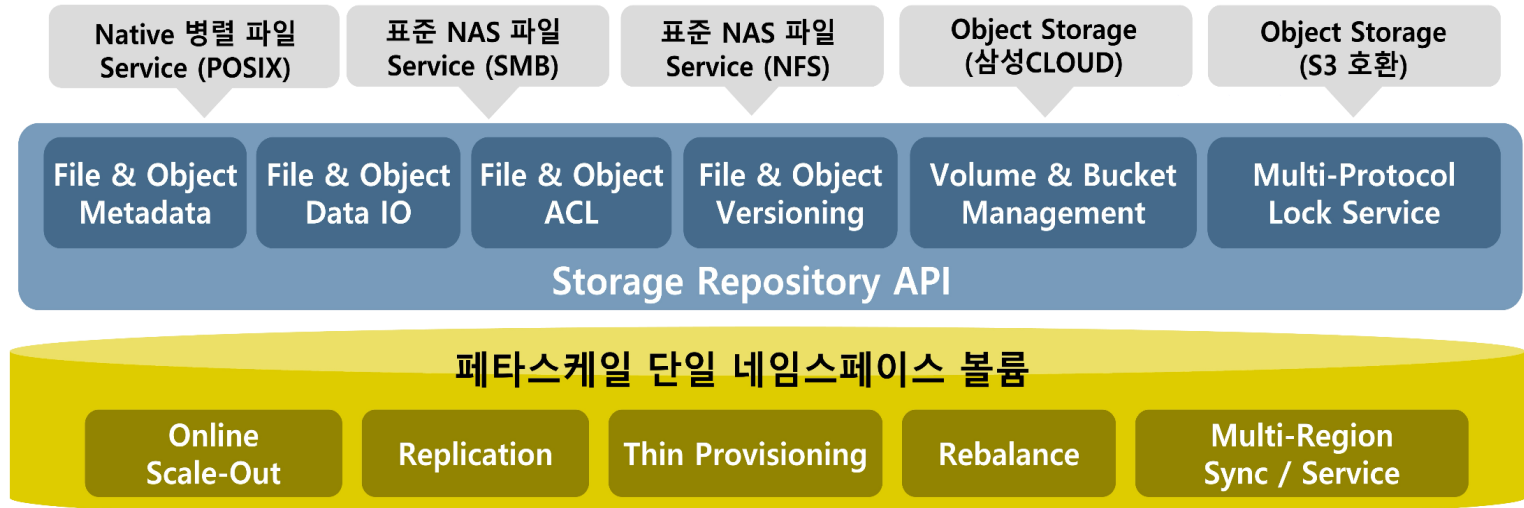 Native 병렬 파일
Service (POSIX)
표준 NAS 파일
Service (SMB)
표준 NAS 파일
Service (NFS)
Object Storage
(삼성CLOUD)
Object Storage
(S3 호환)
File & Object
Metadata
File & Object
Data IO
File & Object
ACL
File & Object
Versioning
Volume & Bucket
Management
Multi-Protocol
Lock Service
Storage Repository API
페타스케일 단일 네임스페이스 볼륨
Online
Scale-Out
Replication
Thin Provisioning
Rebalance
Multi-Region
Sync / Service